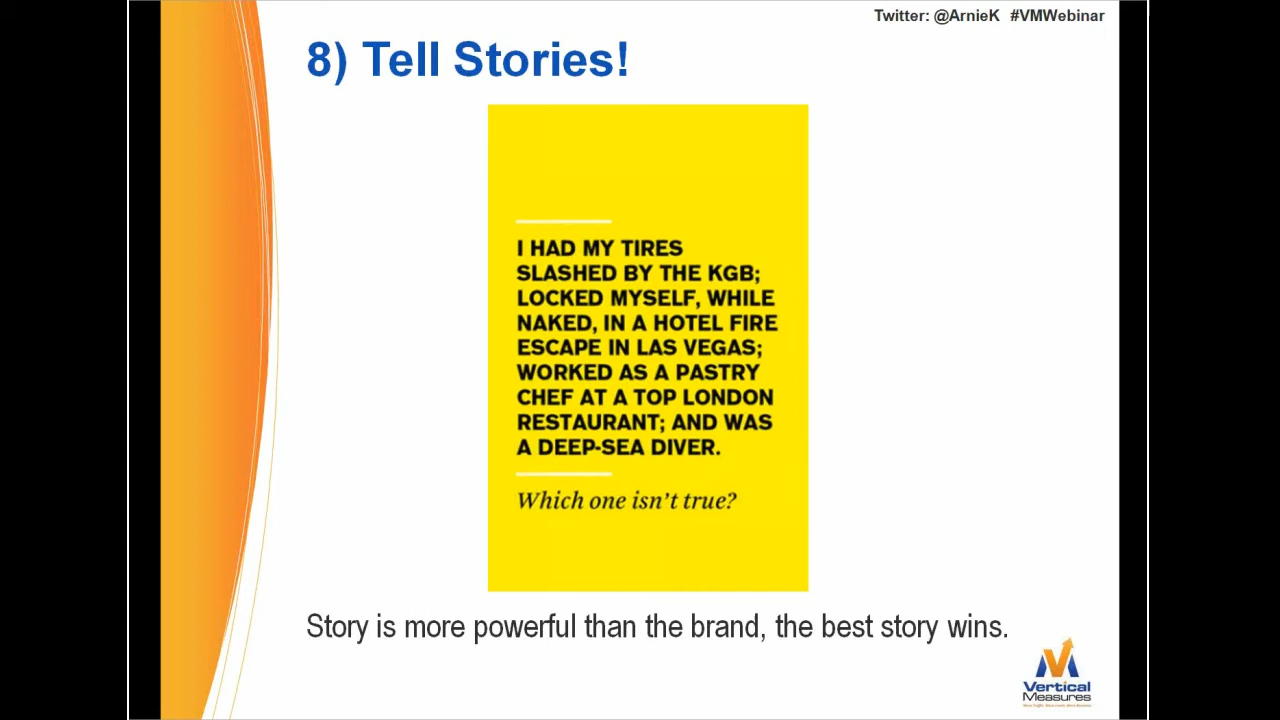 Twitter: @ArnieK #VMWebinar
8) Tell Stories!
I HAD MY TIRES
SLASHED BY THE KGB;
LOCKED MYSELF, WHILE
NAKED, IN A HOTEL FIRE
ESCAPE IN LAS VEGAS;
WORKED AS A PASTRY
CHEF AT A TOP LONDON
RESTAURANT; AND WAS
A DEEP-SEA DIVER.
Which one isn't true?
Story is more powerful than the brand, the best story wins.
Vertical
Measures